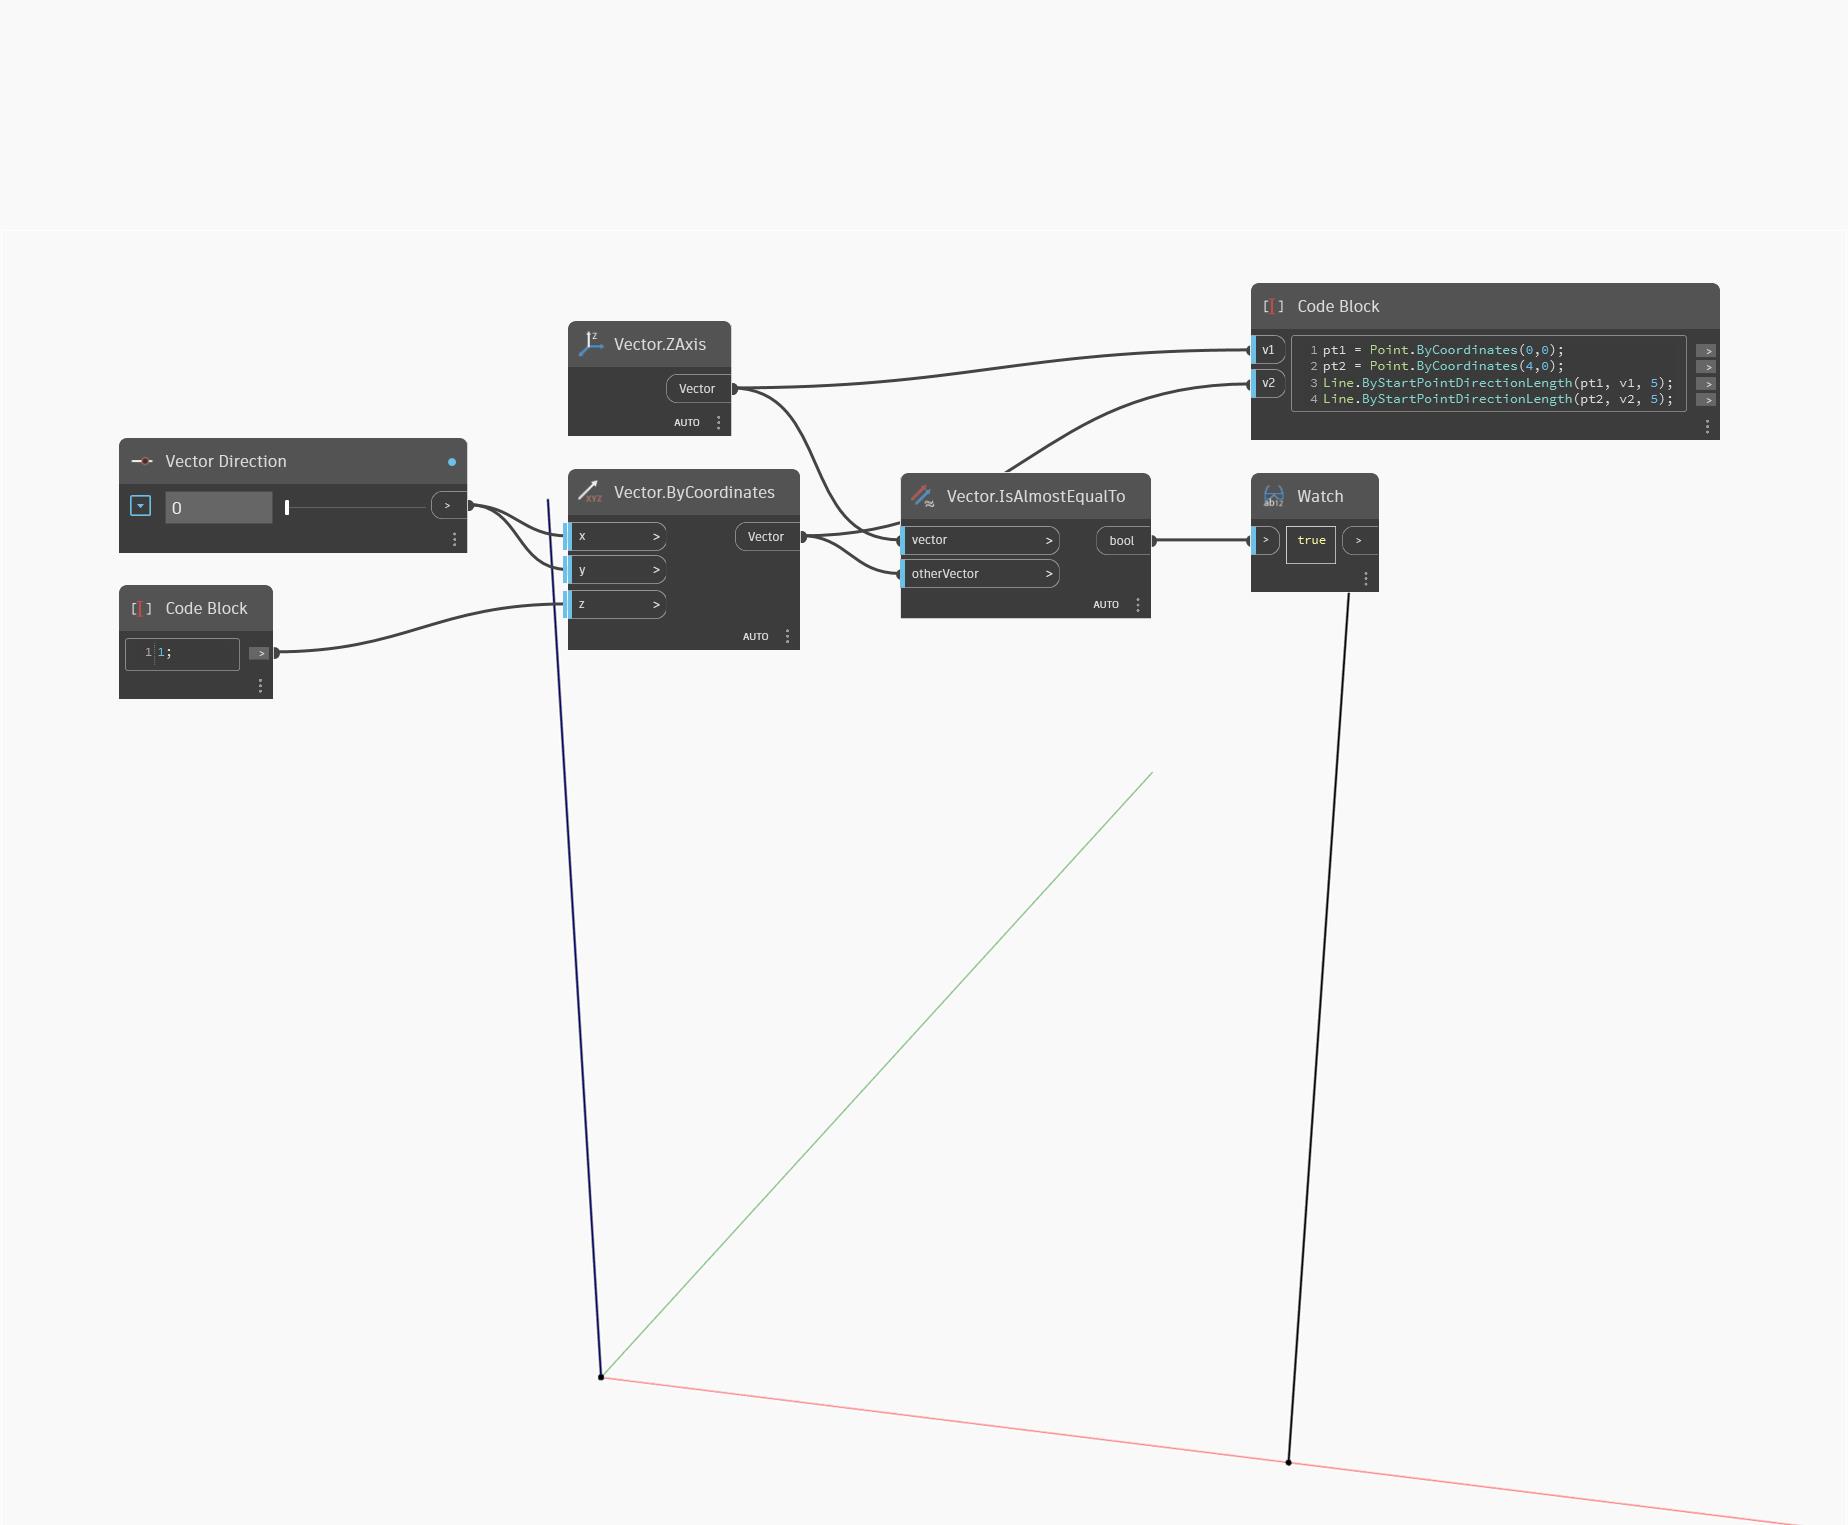 Vector Direction
0
>
Code Block
1 1;
>
Z
Vector.ZAxis
Vector
AUTO
XYZ
Vector.ByCoordinates
x >
Vector
y >
z >
AUTO
Vector.IsAlmostEqualTo
vector >
bool
otherVector >
AUTO
Code Block
v1
v2
1 pt1 = Point.ByCoordinates(0,0);
>
2 pt2 = Point.ByCoordinates(4,0);
>
3 Line.ByStartPointDirectionLength(pt1, v1, 5);
>
4 Line.ByStartPointDirectionLength(pt2, v2, 5);
>
ab12
Watch
> true >